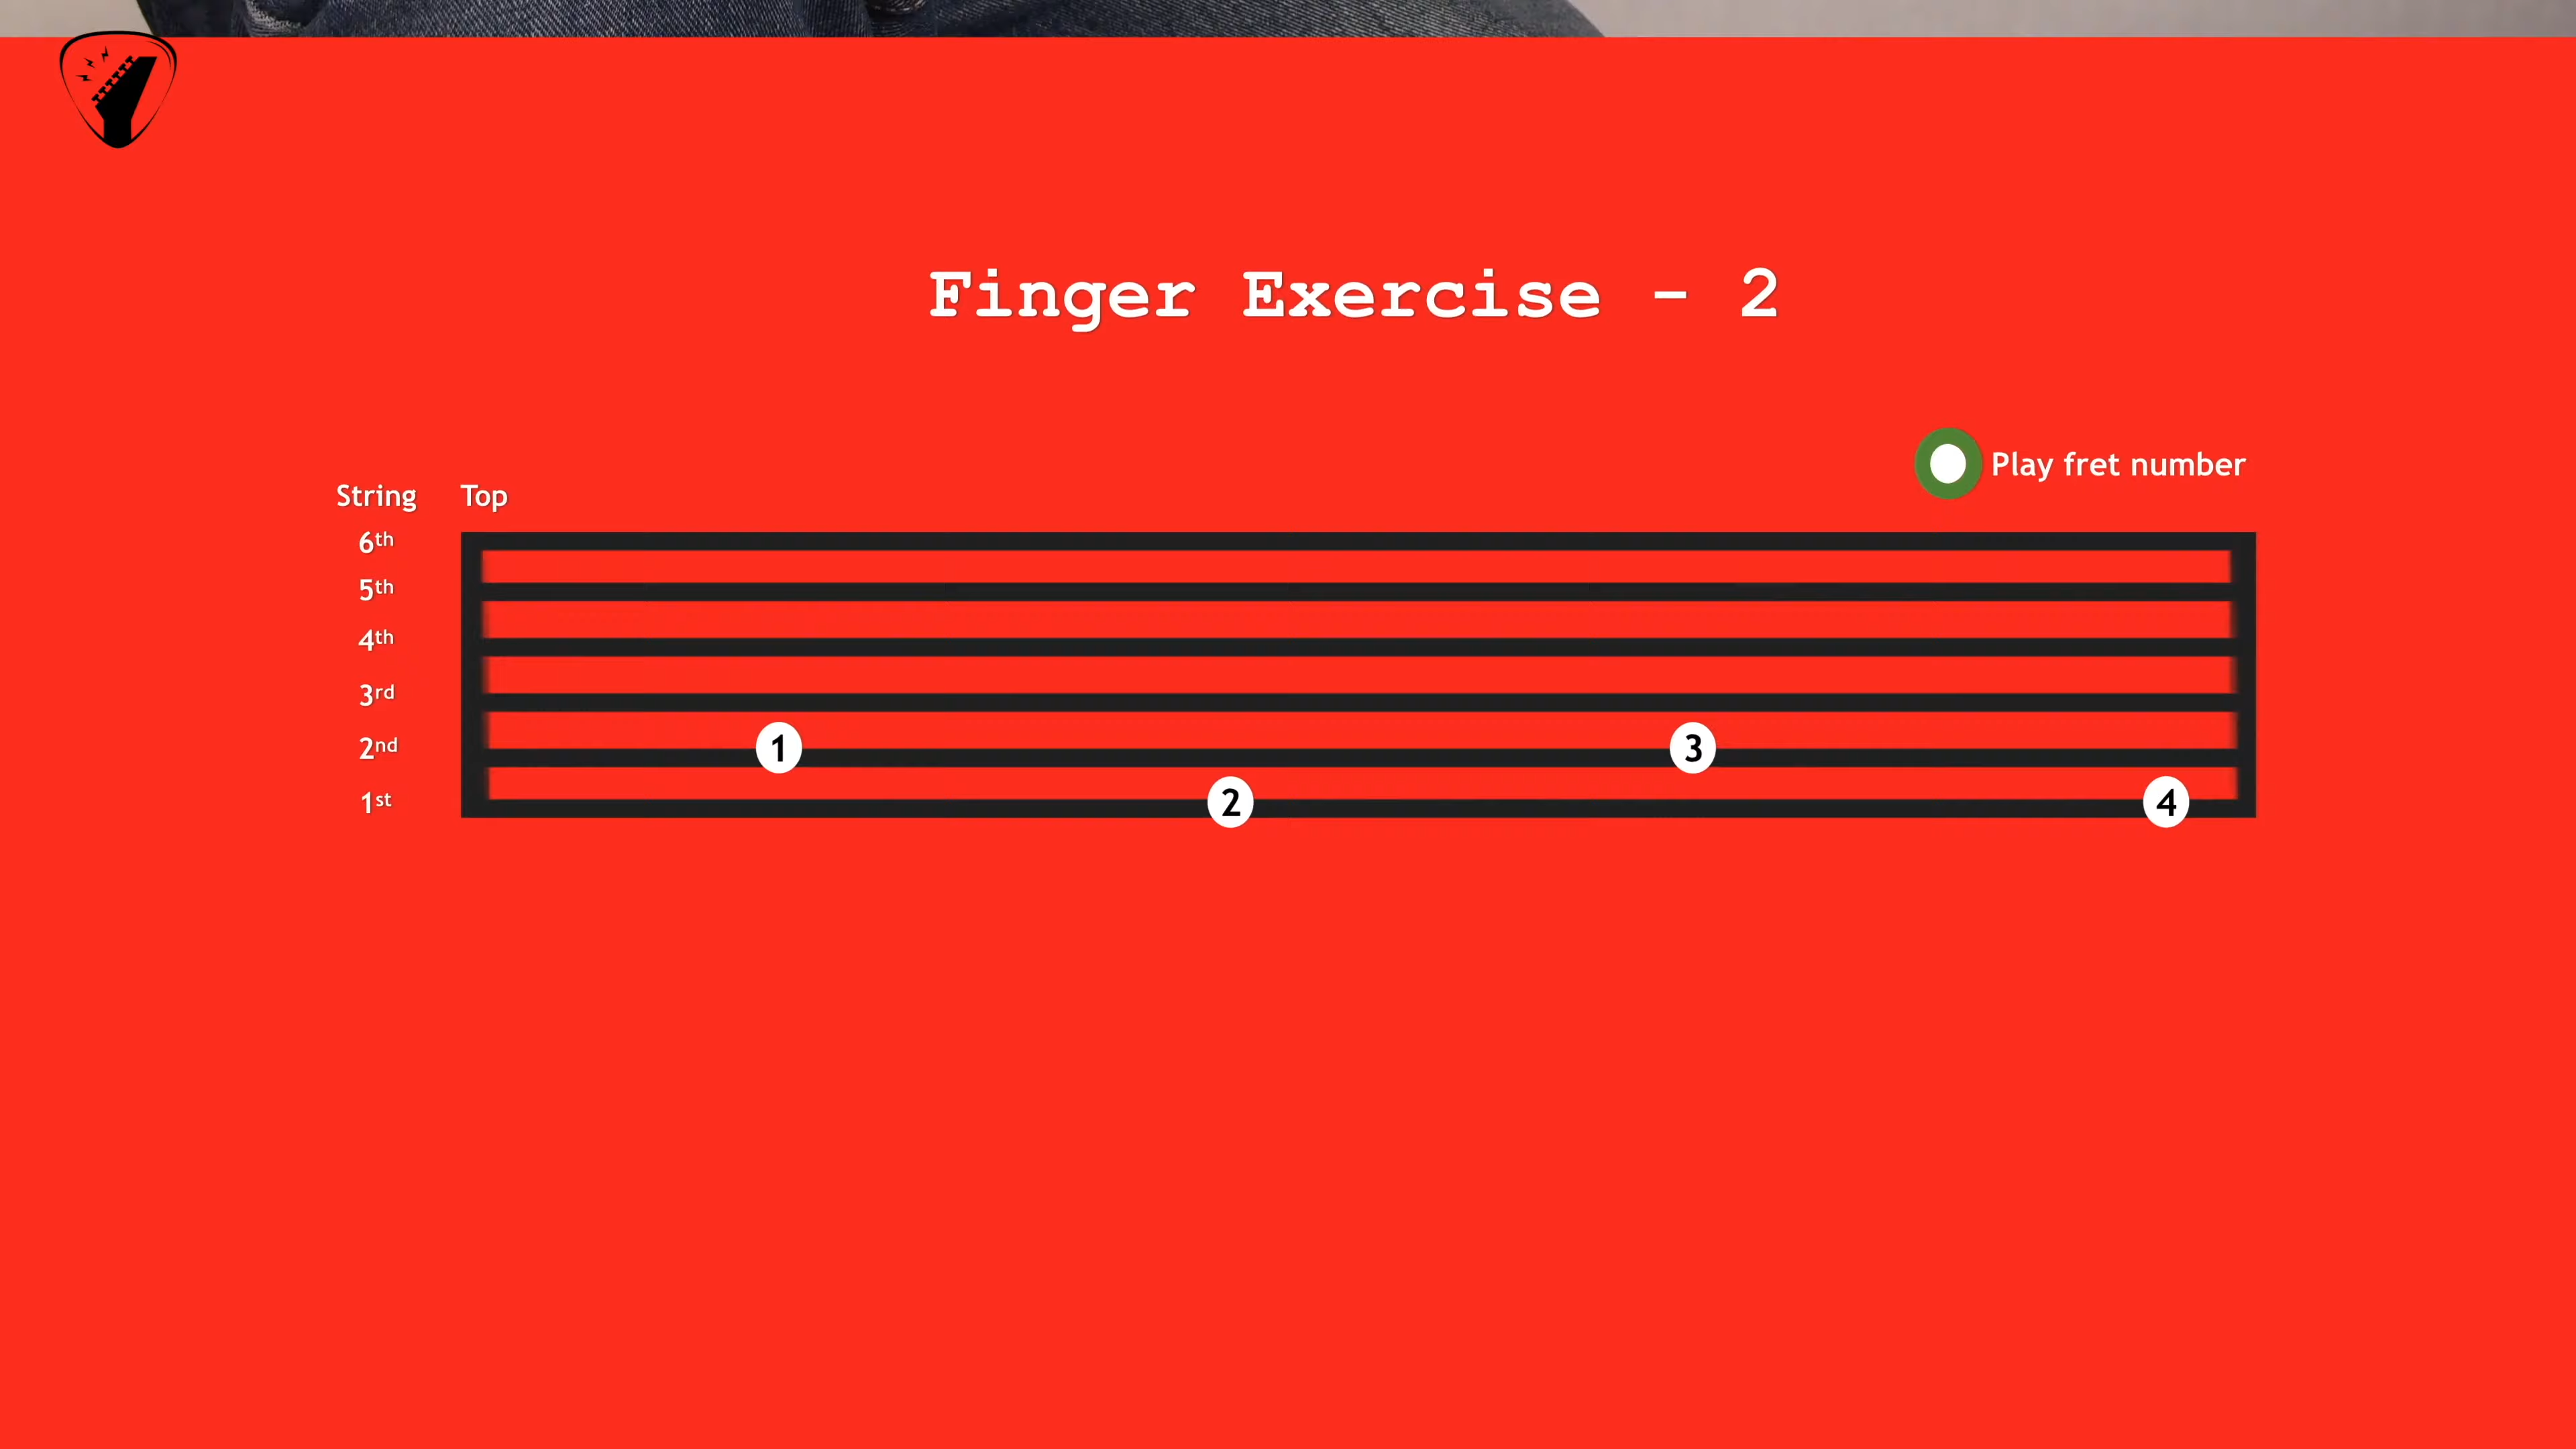 Finger Exercise - 2
Play fret number
String Top
6th
5th
4th
3rd
2nd
1st
1 3
2 4